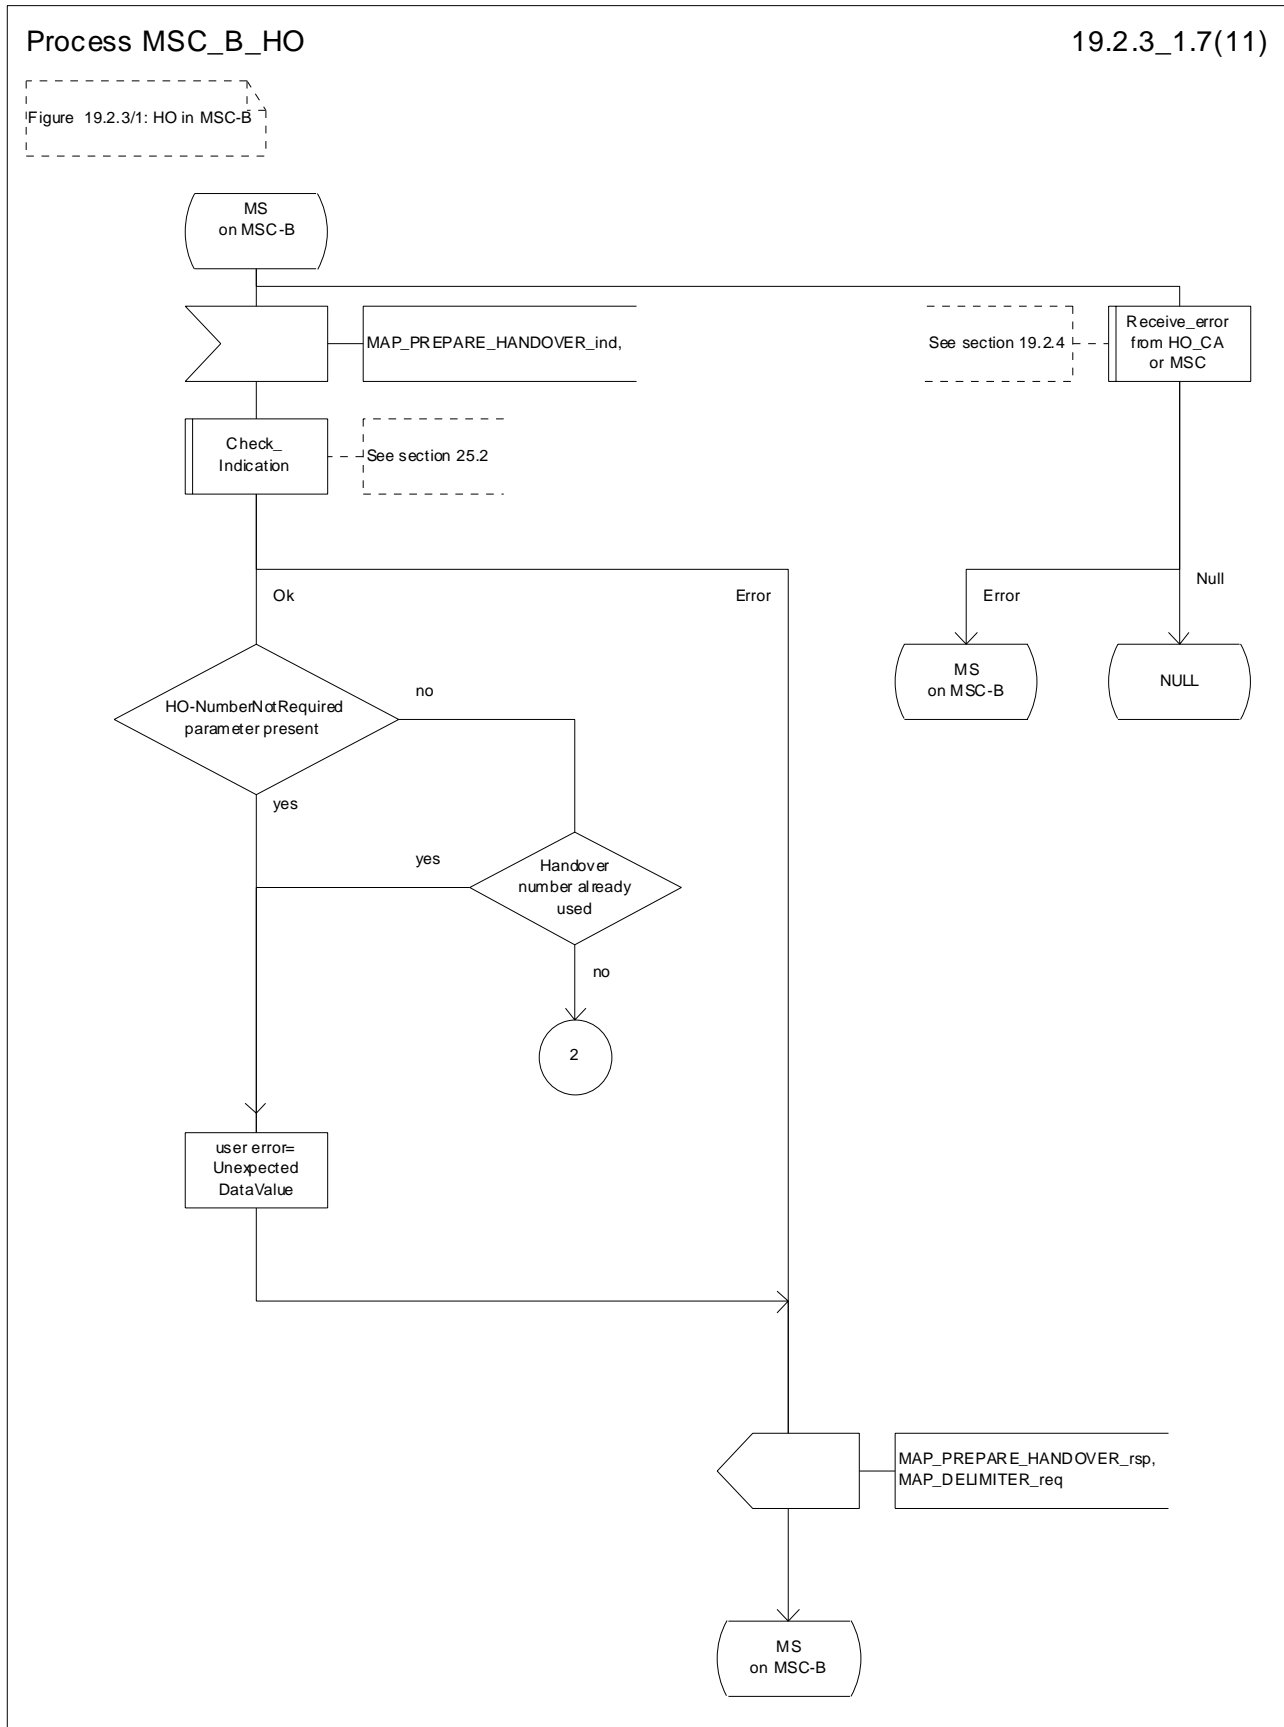 Process MSC_B_HO
19.2.3_1.7(11)
Figure 19.2.3/1: HO in MSC-B
MS
on MSC-B
MAP_PREPARE_HANDOVER_ind,
See section 19.2.4
Receive_error
from HO_CA
or MSC
Check_
Indication
See section 25.2
Ok
Error
Error
Null
MS
on MSC-B
NULL
HO-NumberNotRequired
parameter present
no
yes
yes
Handover
number already
used
no
2
user error=
Unexpected
DataValue
MAP_PREPARE_HANDOVER_rsp,
MAP_DELIMITER_req
MS
on MSC-B